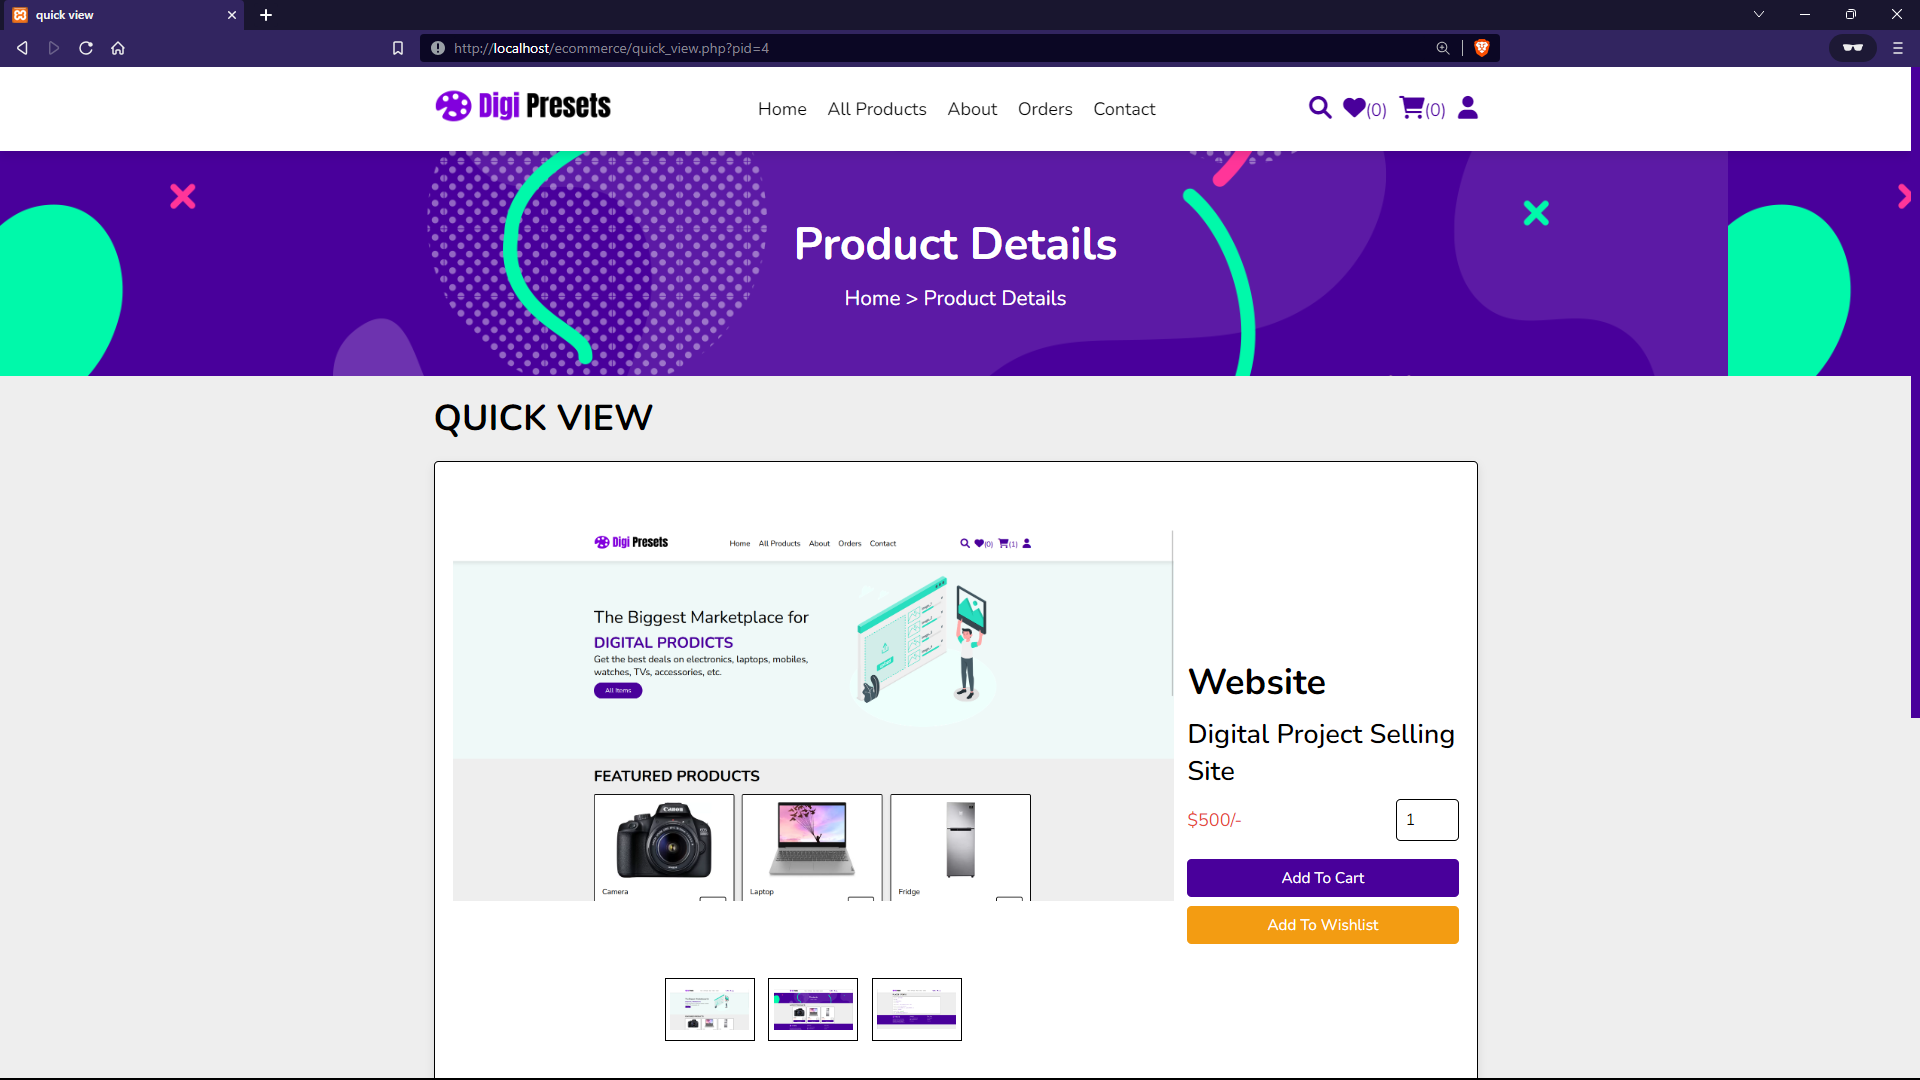 quick view
http://localhost/ecommerce/quick_view.php?pid=4
Digi Presets
Home All Products About Orders Contact
(0) (0)
Product Details
Home > Product Details
QUICK VIEW
Digi Presets
Home All Products About Orders Contact
(0) (1)
The Biggest Marketplace for
DIGITAL PRODICTS
Get the best deals on electronics, laptops, mobiles,
watches, TVs, accessories, etc.
All Items
FEATURED PRODUCTS
Canon
Camera Laptop Fridge
Website
Digital Project Selling
Site
$500/-
1
Add To Cart
Add To Wishlist